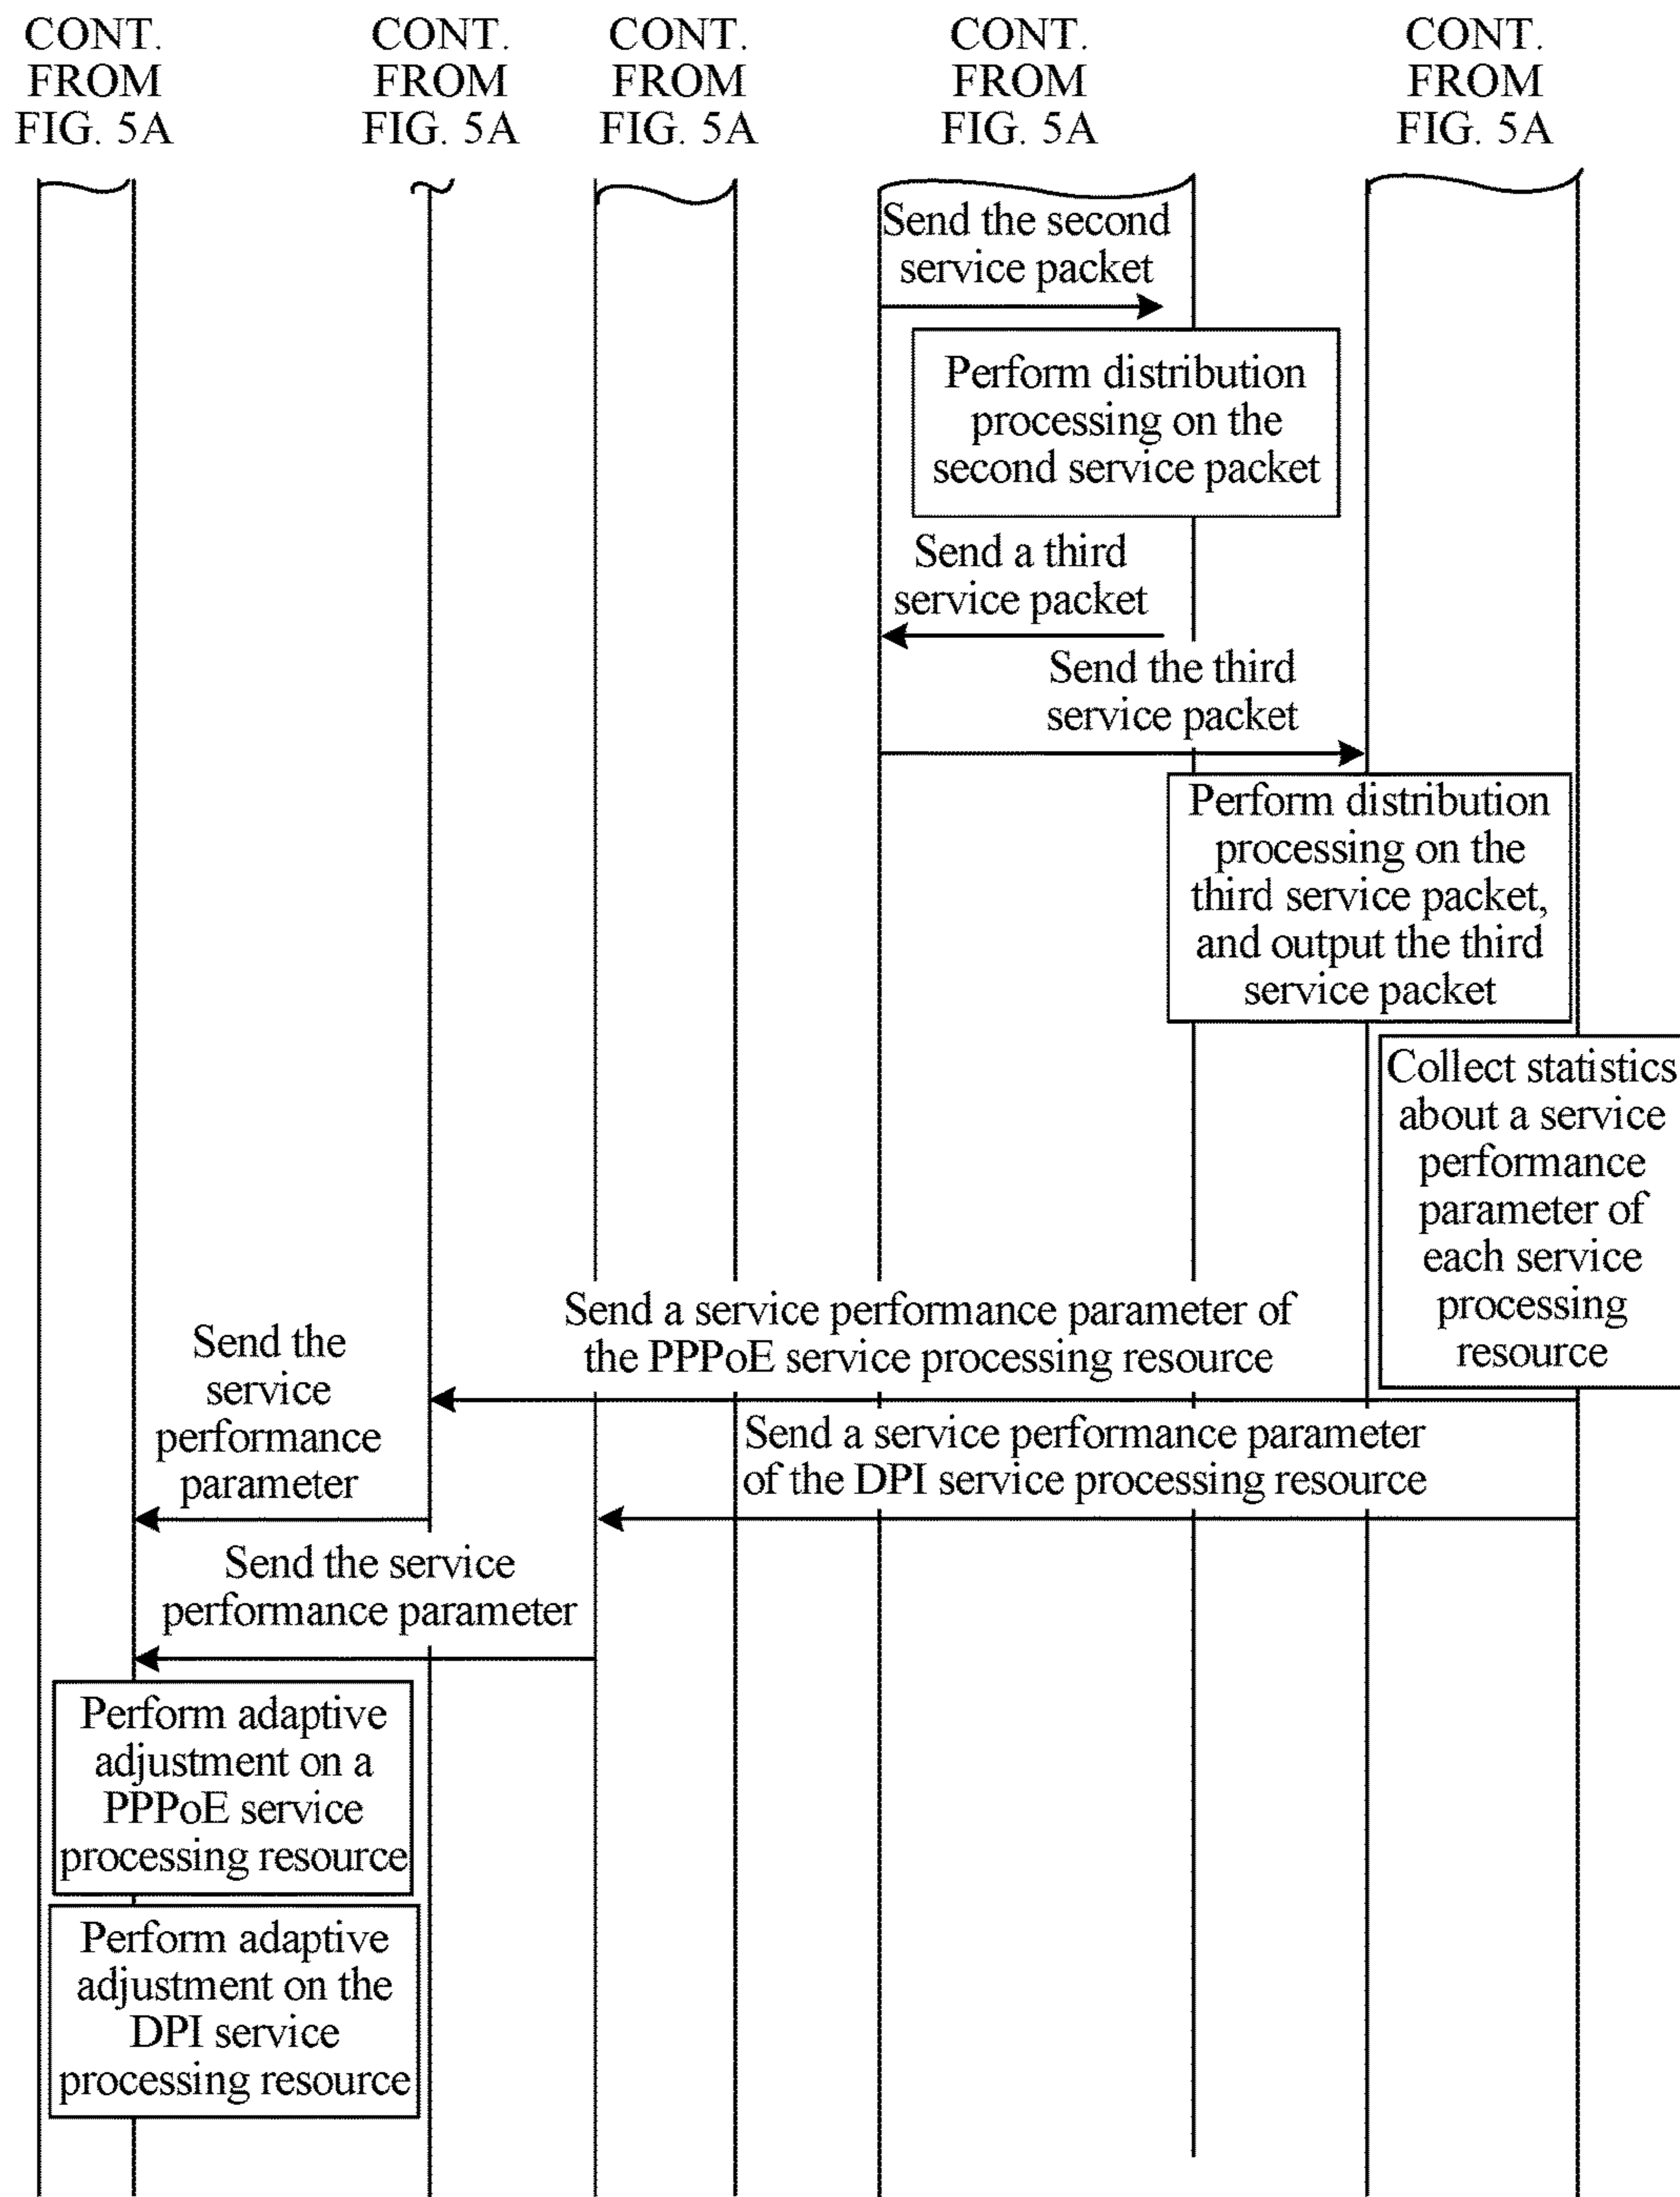 CONT.
FROM
FIG. 5A
CONT.
FROM
FIG. 5A
CONT.
FROM
FIG. 5A
CONT.
FROM
FIG. 5A
CONT.
FROM
FIG. 5A
Send the second
service packet
Perform distribution
processing on the
second service packet
Send a third
service packet
Send the third
service packet
Perform distribution
processing on the
third service packet,
and output the third
service packet
Collect statistics
about a service
performance
parameter of
each service
processing
resource
Send a service performance parameter of
the PPPoE service processing resource
Send the
service
performance
parameter
Send a service performance parameter
of the DPI service processing resource
Send the service
performance parameter
Perform adaptive
adjustment on a
PPPoE service
processing resource
Perform adaptive
adjustment on the
DPI service
processing resource